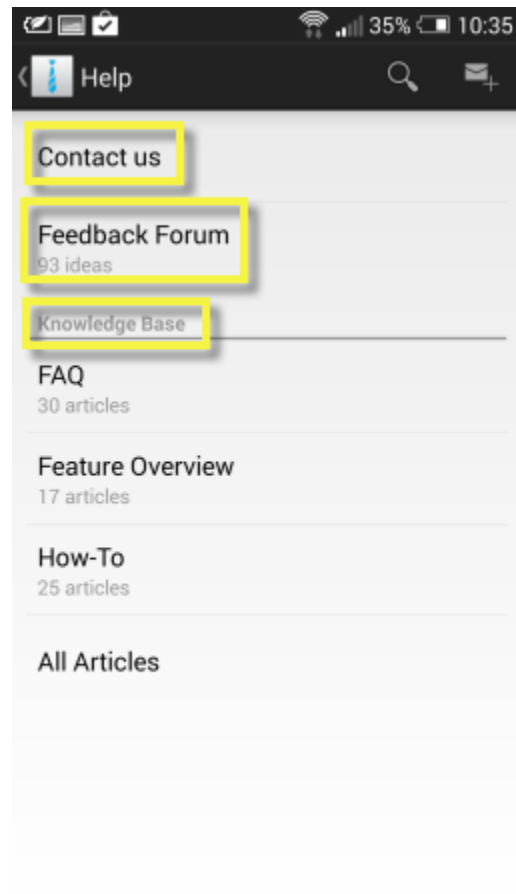 35% 10:35
Help
Contact us
Feedback Forum
93 ideas
Knowledge Base
FAQ
30 articles
Feature Overview
17 articles
How-To
25 articles
All Articles